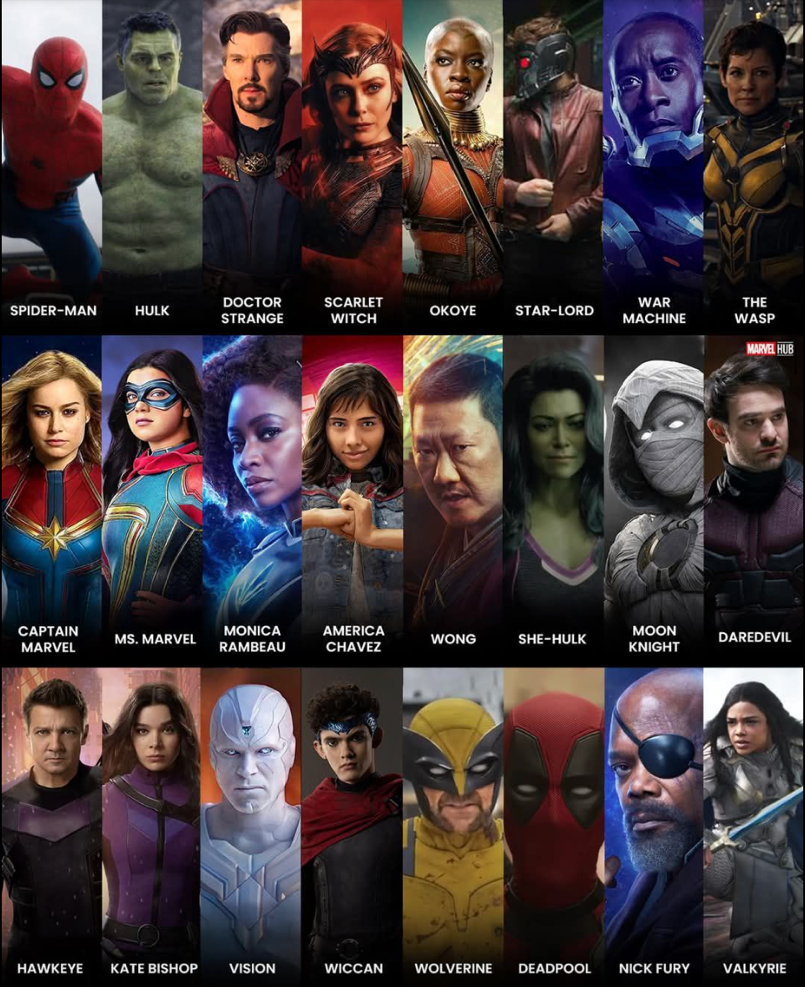 SPIDER-MAN
HULK
DOCTOR
STRANGE
SCARLET
WITCH
OKOYE
STAR-LORD
WAR
MACHINE
THE
WASP
MARVEL HUB
CAPTAIN
MARVEL
MS. MARVEL
MONICA
RAMBEAU
AMERICA
CHAVEZ
WONG
SHE-HULK
MOON
KNIGHT
DAREDEVIL
HAWKEYE
KATE BISHOP
VISION
WICCAN
WOLVERINE
DEADPOOL
NICK FURY
VALKYRIE